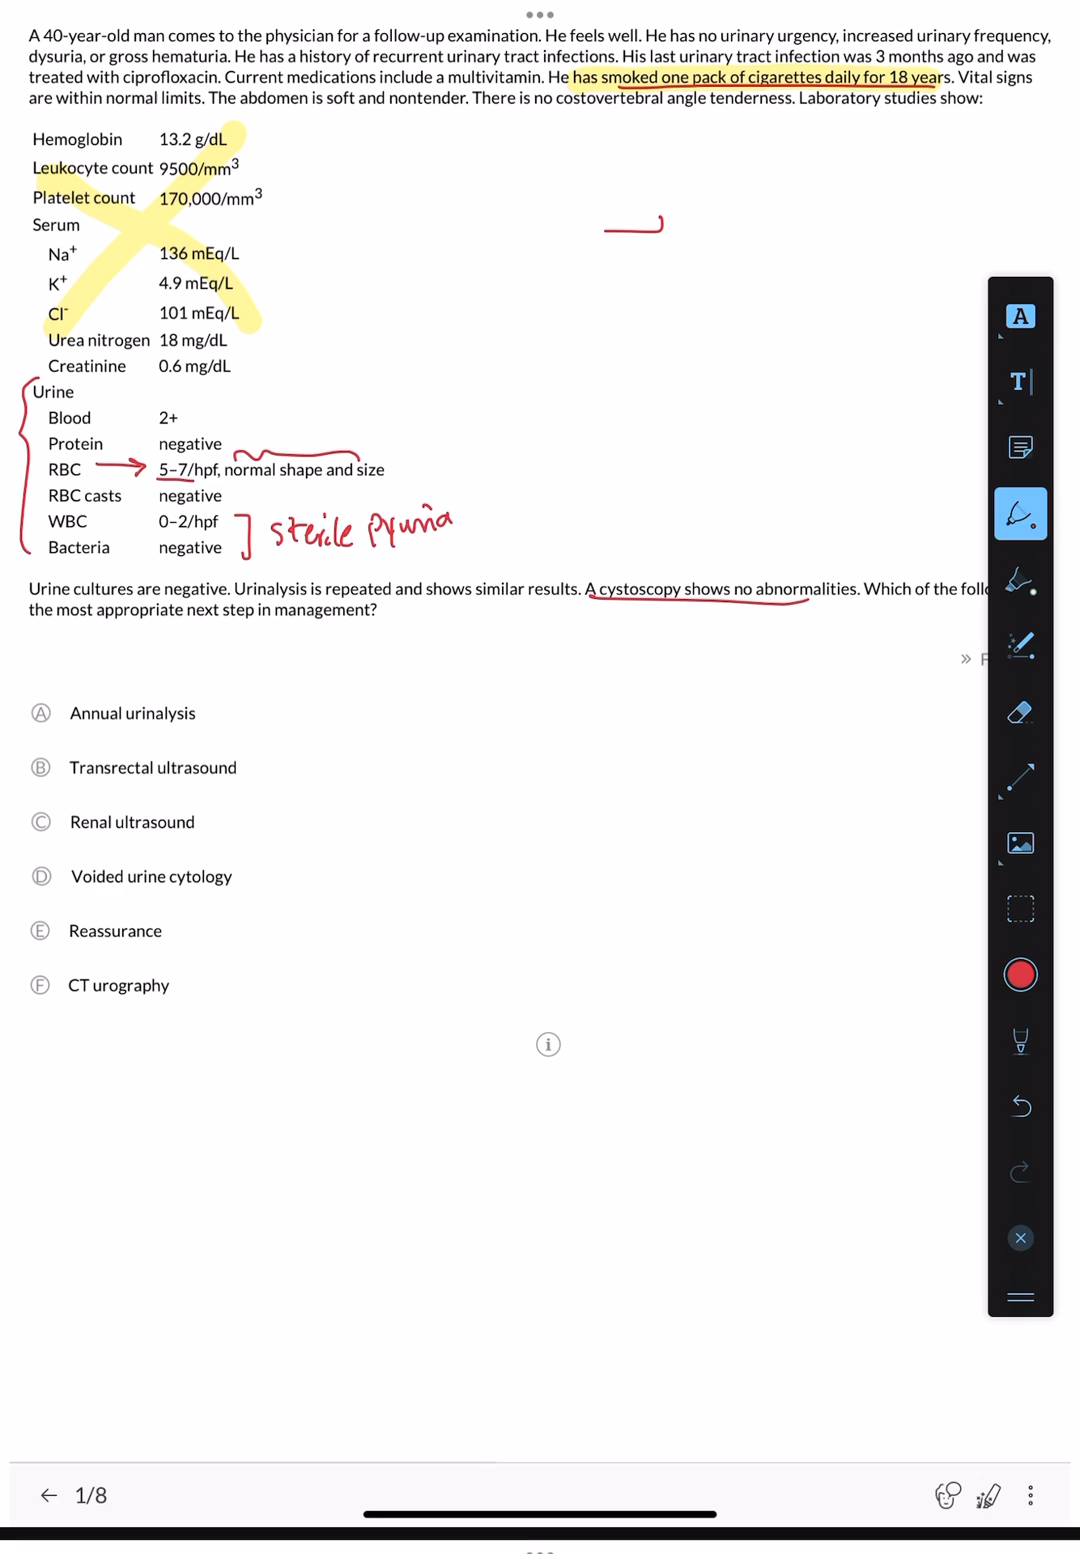 A 40-year-old man comes to the physician for a follow-up examination. He feels well. He has no urinary urgency, increased urinary frequency,
dysuria, or gross hematuria. He has a history of recurrent urinary tract infections. His last urinary tract infection was 3 months ago and was
treated with ciprofloxacin. Current medications include a multivitamin. He has smoked one pack of cigarettes daily for 18 years. Vital signs
are within normal limits. The abdomen is soft and nontender. There is no costovertebral angle tenderness. Laboratory studies show:
Hemoglobin 13.2 g/dL
Leukocyte count 9500/mm³
Platelet count 170,000/mm³
Serum
Na⁺ 136 mEq/L
K⁺ 4.9 mEq/L
Cl⁻ 101 mEq/L
Urea nitrogen 18 mg/dL
Creatinine 0.6 mg/dL
Urine
Blood 2+
Protein negative
RBC 5–7/hpf, normal shape and size
RBC casts negative
WBC 0–2/hpf
Bacteria negative
sterile pyuria
Urine cultures are negative. Urinalysis is repeated and shows similar results. A cystoscopy shows no abnormalities. Which of the
the most appropriate next step in management?
A Annual urinalysis
B Transrectal ultrasound
C Renal ultrasound
D Voided urine cytology
E Reassurance
F CT urography
1/8